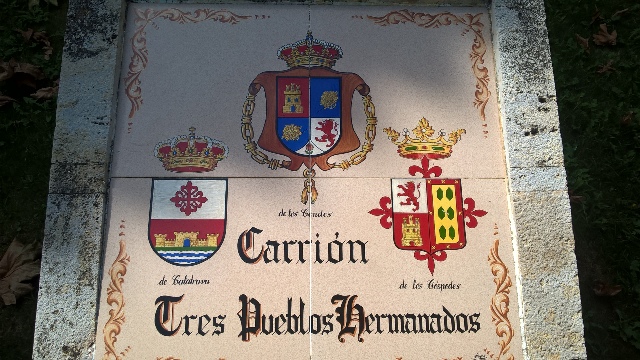 de los Condes
Carrión
de Calatrava
de los Céspedes
Tres Pueblos Hermanados